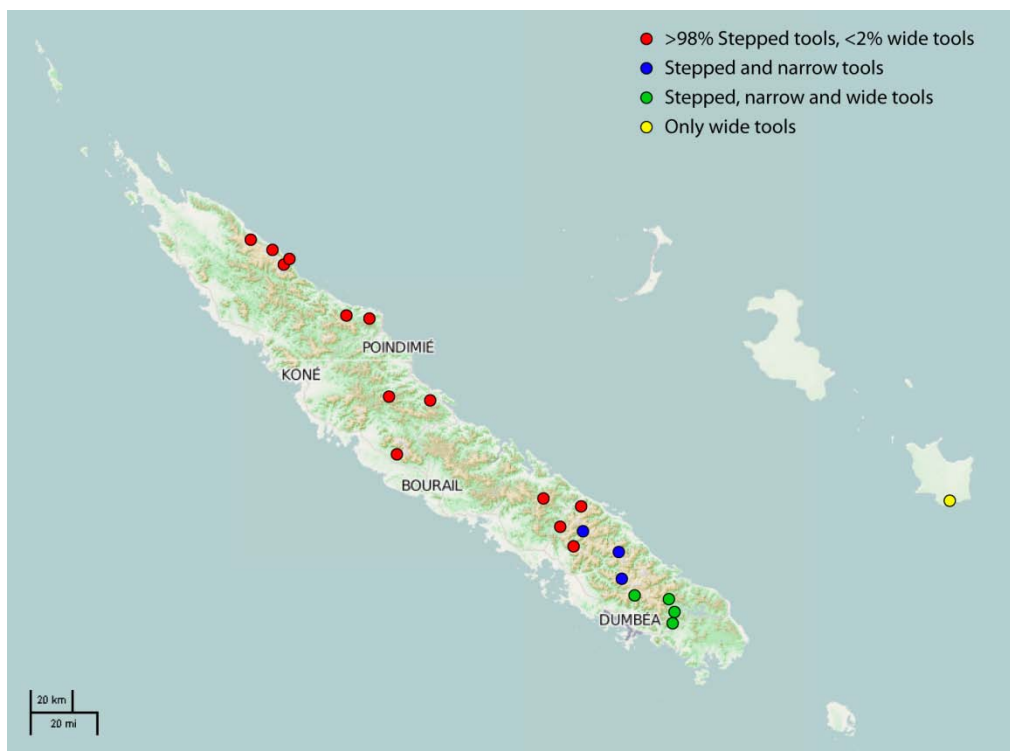 >98% Stepped tools, <2% wide tools
Stepped and narrow tools
Stepped, narrow and wide tools
Only wide tools
POINDIMIÉ
KONÉ
BOURAIL
DUMBÉA
20 km
20 mi